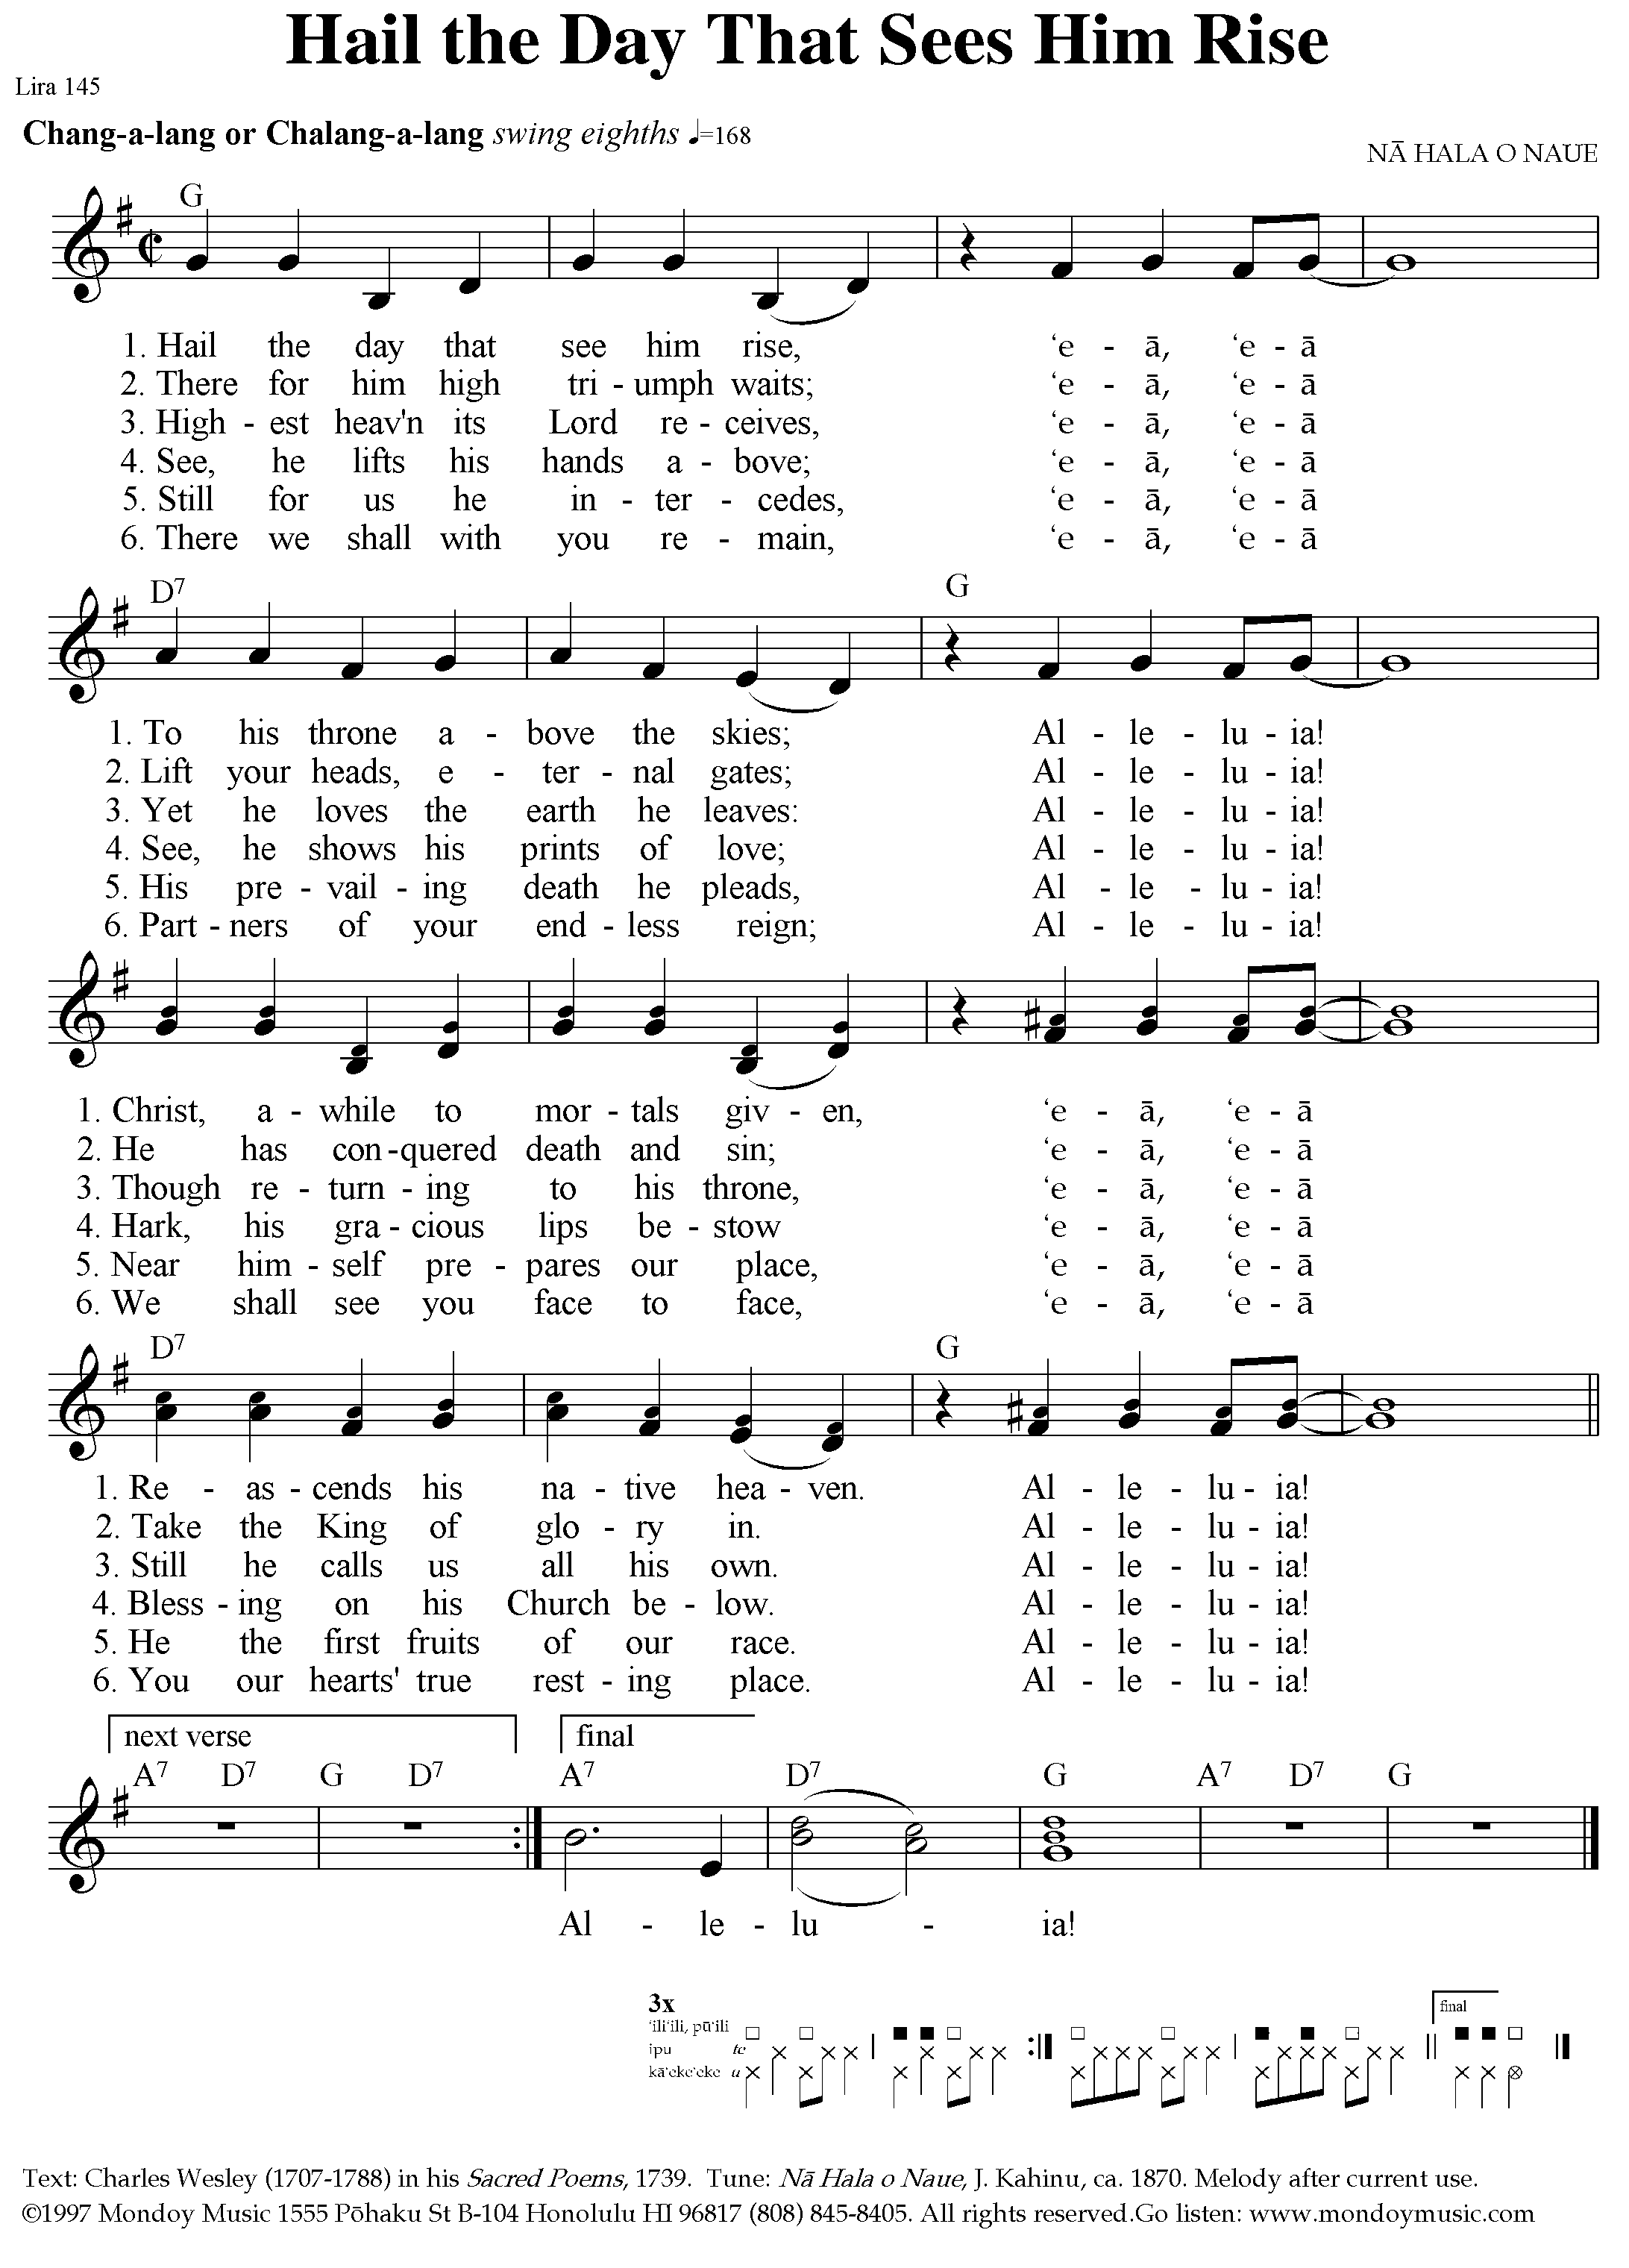 Hail the Day That Sees Him Rise
Lira 145
Chang-a-lang or Chalang-a-lang swing eighths ♩=168
NĀ HALA O NAUE
G
1. Hail the day that see him rise, ʻe - ā, ʻe - ā
2. There for him high tri - umph waits; ʻe - ā, ʻe - ā
3. High - est heav'n its Lord re - ceives, ʻe - ā, ʻe - ā
4. See, he lifts his hands a - bove; ʻe - ā, ʻe - ā
5. Still for us he in - ter - cedes, ʻe - ā, ʻe - ā
6. There we shall with you re - main, ʻe - ā, ʻe - ā
D7 G
1. To his throne a - bove the skies; Al - le - lu - ia!
2. Lift your heads, e - ter - nal gates; Al - le - lu - ia!
3. Yet he loves the earth he leaves: Al - le - lu - ia!
4. See, he shows his prints of love; Al - le - lu - ia!
5. His pre - vail - ing death he pleads, Al - le - lu - ia!
6. Part - ners of your end - less reign; Al - le - lu - ia!
1. Christ, a - while to mor - tals giv - en, ʻe - ā, ʻe - ā
2. He has con - quered death and sin; ʻe - ā, ʻe - ā
3. Though re - turn - ing to his throne, ʻe - ā, ʻe - ā
4. Hark, his gra - cious lips be - stow ʻe - ā, ʻe - ā
5. Near him - self pre - pares our place, ʻe - ā, ʻe - ā
6. We shall see you face to face, ʻe - ā, ʻe - ā
D7 G
1. Re - as - cends his na - tive hea - ven. Al - le - lu - ia!
2. Take the King of glo - ry in. Al - le - lu - ia!
3. Still he calls us all his own. Al - le - lu - ia!
4. Bless - ing on his Church be - low. Al - le - lu - ia!
5. He the first fruits of our race. Al - le - lu - ia!
6. You our hearts' true rest - ing place. Al - le - lu - ia!
next verse final
A7 D7 G D7 A7 D7 G A7 D7 G
Al - le - lu - ia!
3x
final
ʻiliʻili, pūʻili
ipu te
kāʻekeʻeke u
Text: Charles Wesley (1707-1788) in his Sacred Poems, 1739. Tune: Nā Hala o Naue, J. Kahinu, ca. 1870. Melody after current use.
©1997 Mondoy Music 1555 Pōhaku St B-104 Honolulu HI 96817 (808) 845-8405. All rights reserved.Go listen: www.mondoymusic.com